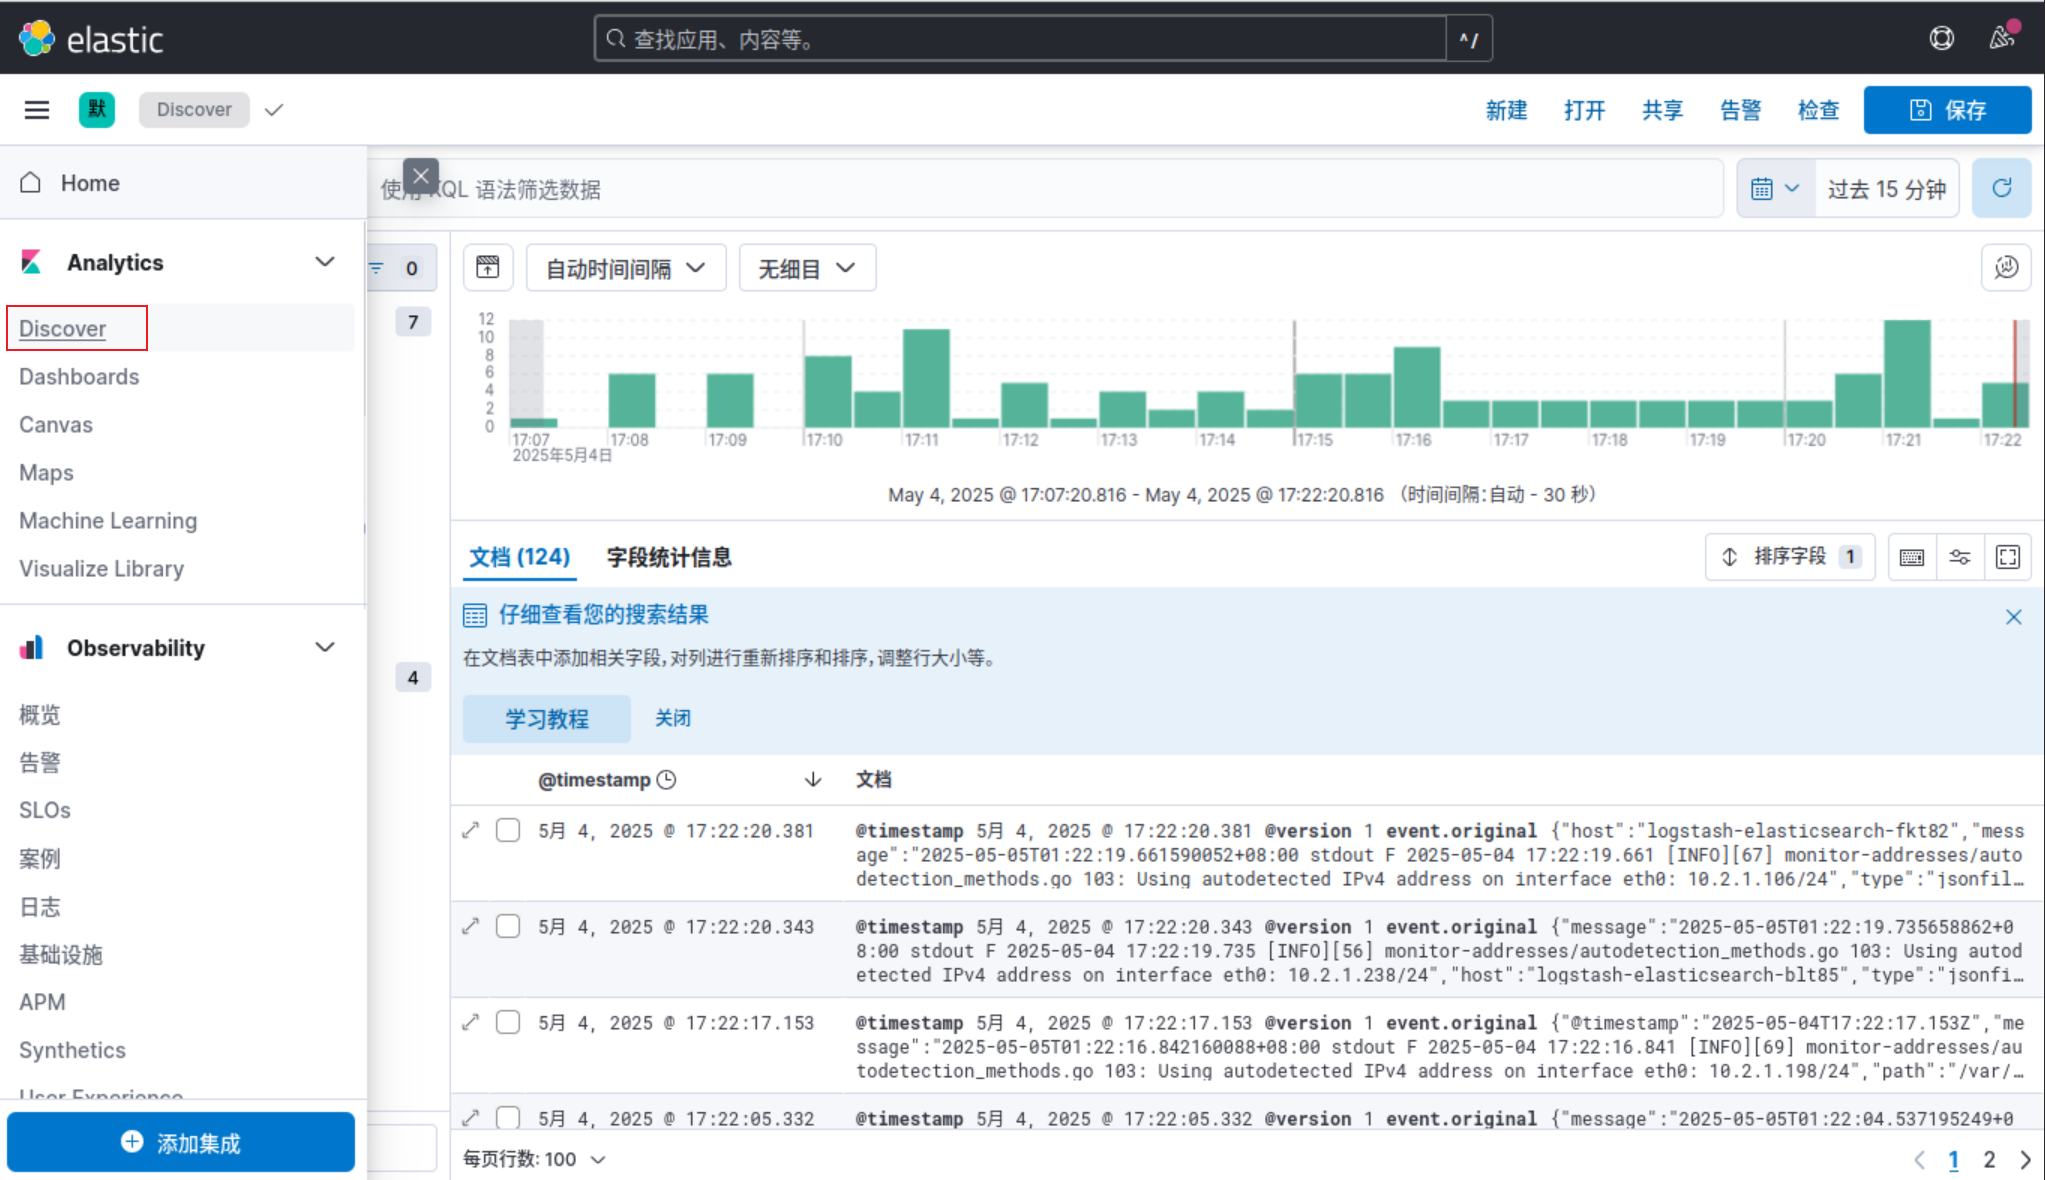 elastic
查找应用、内容等。
^/
默
Discover
新建
打开
共享
告警
检查
保存
Home
Analytics
Discover
Dashboards
Canvas
Maps
Machine Learning
Visualize Library
Observability
概览
告警
SLOs
案例
日志
基础设施
APM
Synthetics
User Experience
添加集成
KQL 语法筛选数据
过去 15 分钟
0
7
4
自动时间间隔
无细目
12
10
8
6
4
2
0
17:07
17:08
17:09
17:10
17:11
17:12
17:13
17:14
17:15
17:16
17:17
17:18
17:19
17:20
17:21
17:22
2025年5月4日
May 4, 2025 @ 17:07:20.816 - May 4, 2025 @ 17:22:20.816 （时间间隔：自动 - 30 秒）
文档 (124)
字段统计信息
排序字段 1
仔细查看您的搜索结果
在文档表中添加相关字段，对列进行重新排序和排序，调整行大小等。
学习教程
关闭
@timestamp
文档
5月 4, 2025 @ 17:22:20.381
@timestamp 5月 4, 2025 @ 17:22:20.381 @version 1 event.original {"host":"logstash-elasticsearch-fkt82","mess
age":"2025-05-05T01:22:19.661590052+08:00 stdout F 2025-05-04 17:22:19.661 [INFO][67] monitor-addresses/auto
detection_methods.go 103: Using autodetected IPv4 address on interface eth0: 10.2.1.106/24","type":"jsonfil…
5月 4, 2025 @ 17:22:20.343
@timestamp 5月 4, 2025 @ 17:22:20.343 @version 1 event.original {"message":"2025-05-05T01:22:19.735658862+0
8:00 stdout F 2025-05-04 17:22:19.735 [INFO][56] monitor-addresses/autodetection_methods.go 103: Using autod
etected IPv4 address on interface eth0: 10.2.1.238/24","host":"logstash-elasticsearch-blt85","type":"jsonfi…
5月 4, 2025 @ 17:22:17.153
@timestamp 5月 4, 2025 @ 17:22:17.153 @version 1 event.original {"@timestamp":"2025-05-04T17:22:17.153Z","me
ssage":"2025-05-05T01:22:16.842160088+08:00 stdout F 2025-05-04 17:22:16.841 [INFO][69] monitor-addresses/au
todetection_methods.go 103: Using autodetected IPv4 address on interface eth0: 10.2.1.198/24","path":"/var/…
5月 4, 2025 @ 17:22:05.332
@timestamp 5月 4, 2025 @ 17:22:05.332 @version 1 event.original {"message":"2025-05-05T01:22:04.537195249+0
每页行数: 100
1
2